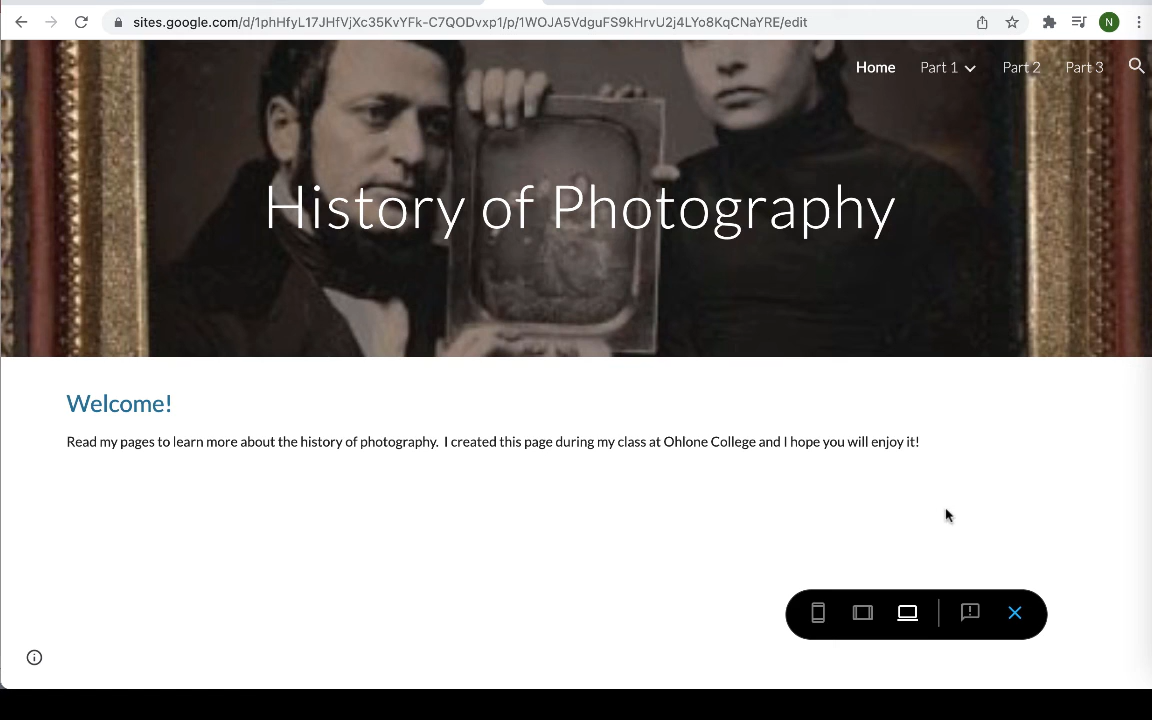 sites.google.com/d/1phHfyL17JHfVjXc35KvYFk-C7QODvxp1/p/1WOJA5VdguFS9kHrvU2j4LYo8KqCNaYRE/edit
N
Home Part 1 Part 2 Part 3
History of Photography
Welcome!
Read my pages to learn more about the history of photography. I created this page during my class at Ohlone College and I hope you will enjoy it!